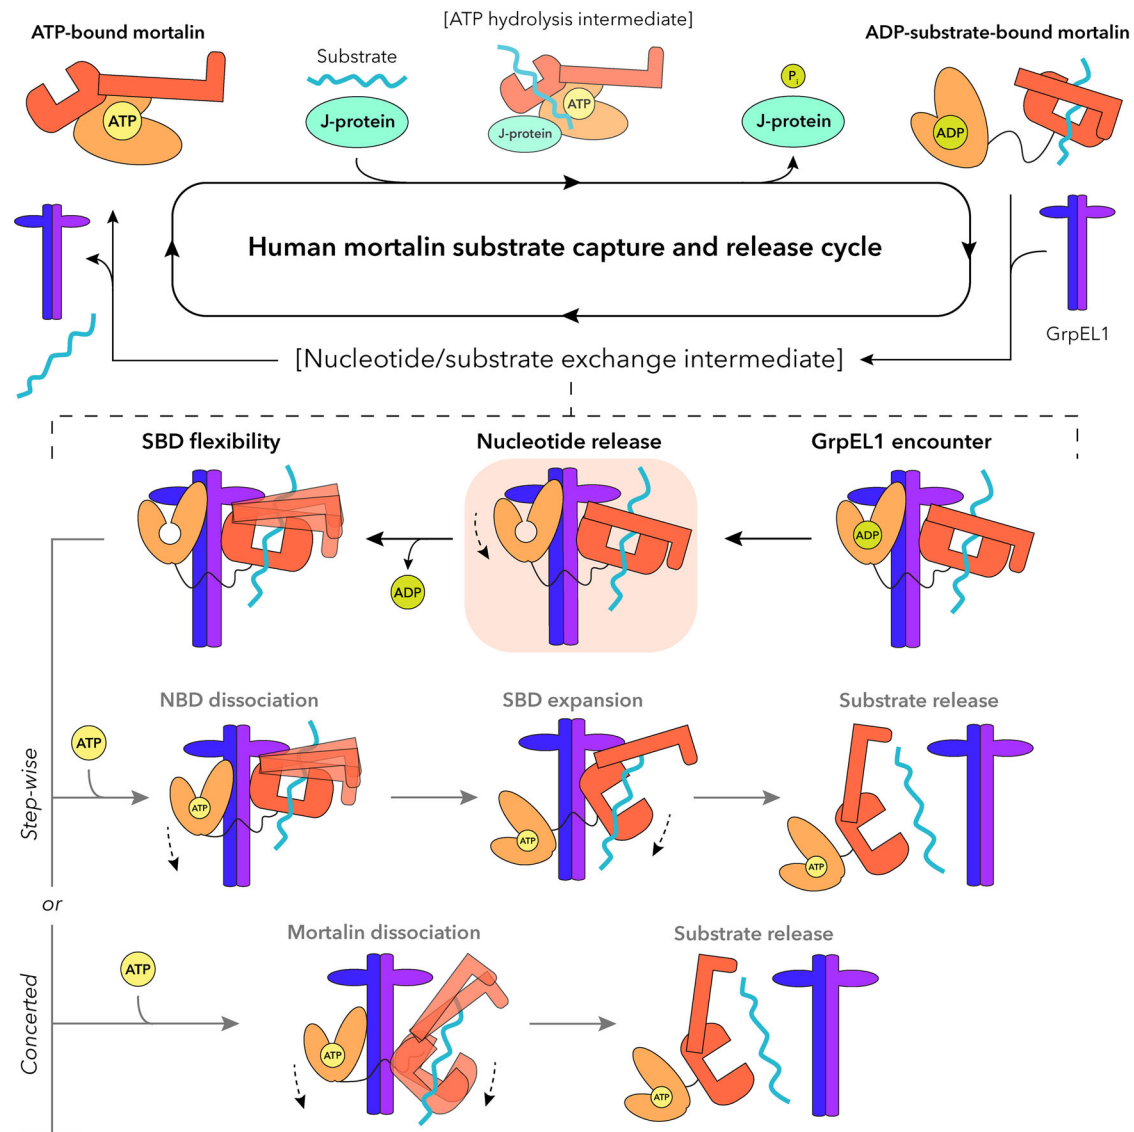 [ATP hydrolysis intermediate]
ATP-bound mortalin
ADP-substrate-bound mortalin
Substrate
ATP
J-protein
ATP
J-protein
Pi
J-protein
ADP
Human mortalin substrate capture and release cycle
GrpEL1
[Nucleotide/substrate exchange intermediate]
SBD flexibility
Nucleotide release
GrpEL1 encounter
ADP
ADP
NBD dissociation
SBD expansion
Substrate release
Step-wise
ATP
ATP
ATP
ATP
or
Mortalin dissociation
Substrate release
Concerted
ATP
ATP
ATP